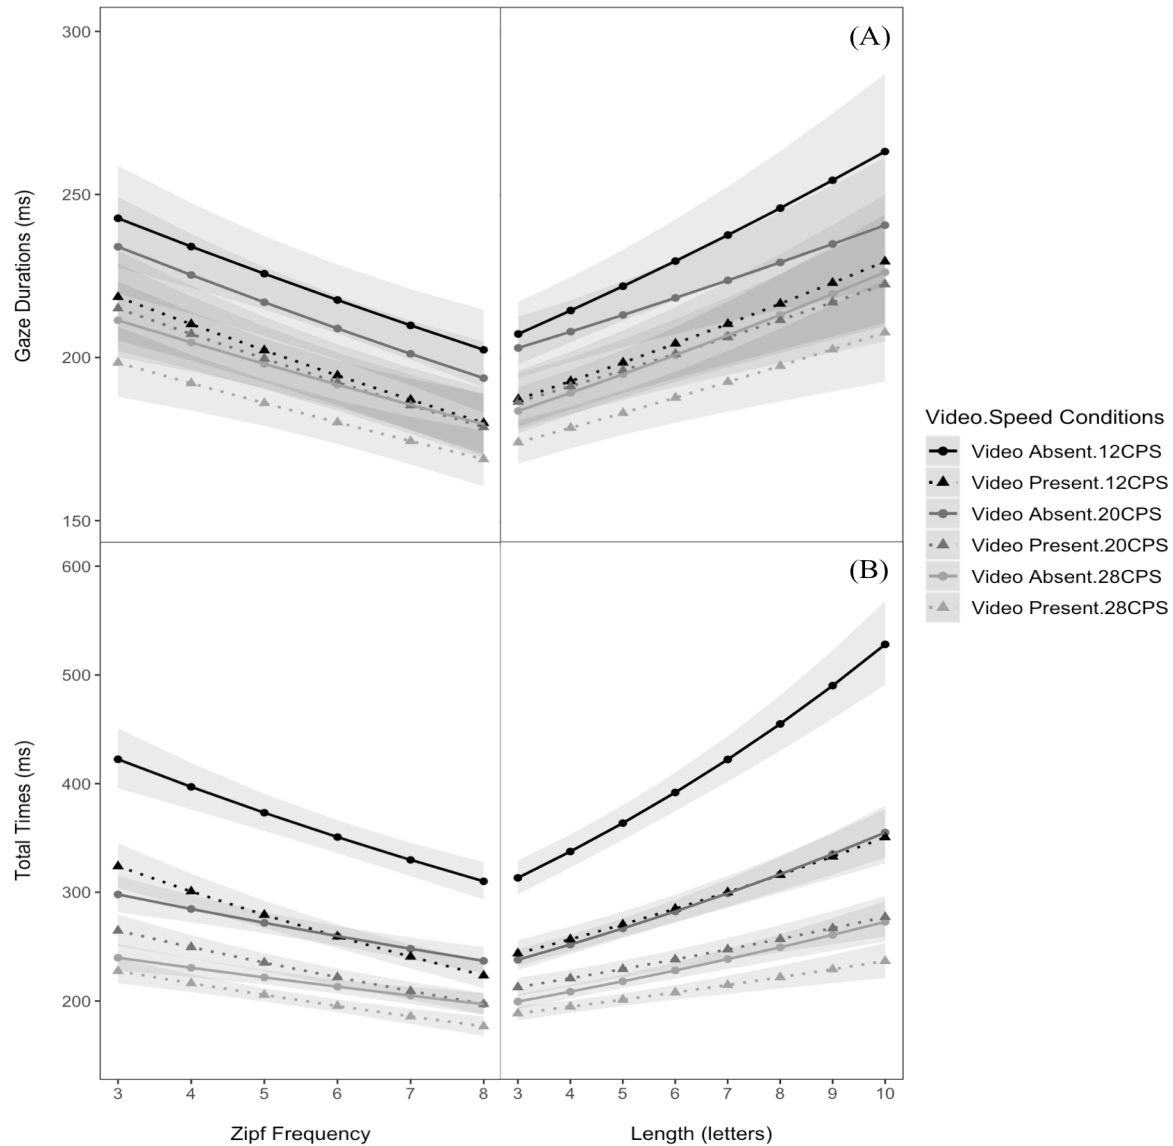 (A)
300
250
200
150
Gaze Durations (ms)
(B)
600
500
400
300
200
Total Times (ms)
3 4 5 6 7 8 3 4 5 6 7 8 9 10
Zipf Frequency Length (letters)
Video.Speed Conditions
Video Absent.12CPS
Video Present.12CPS
Video Absent.20CPS
Video Present.20CPS
Video Absent.28CPS
Video Present.28CPS